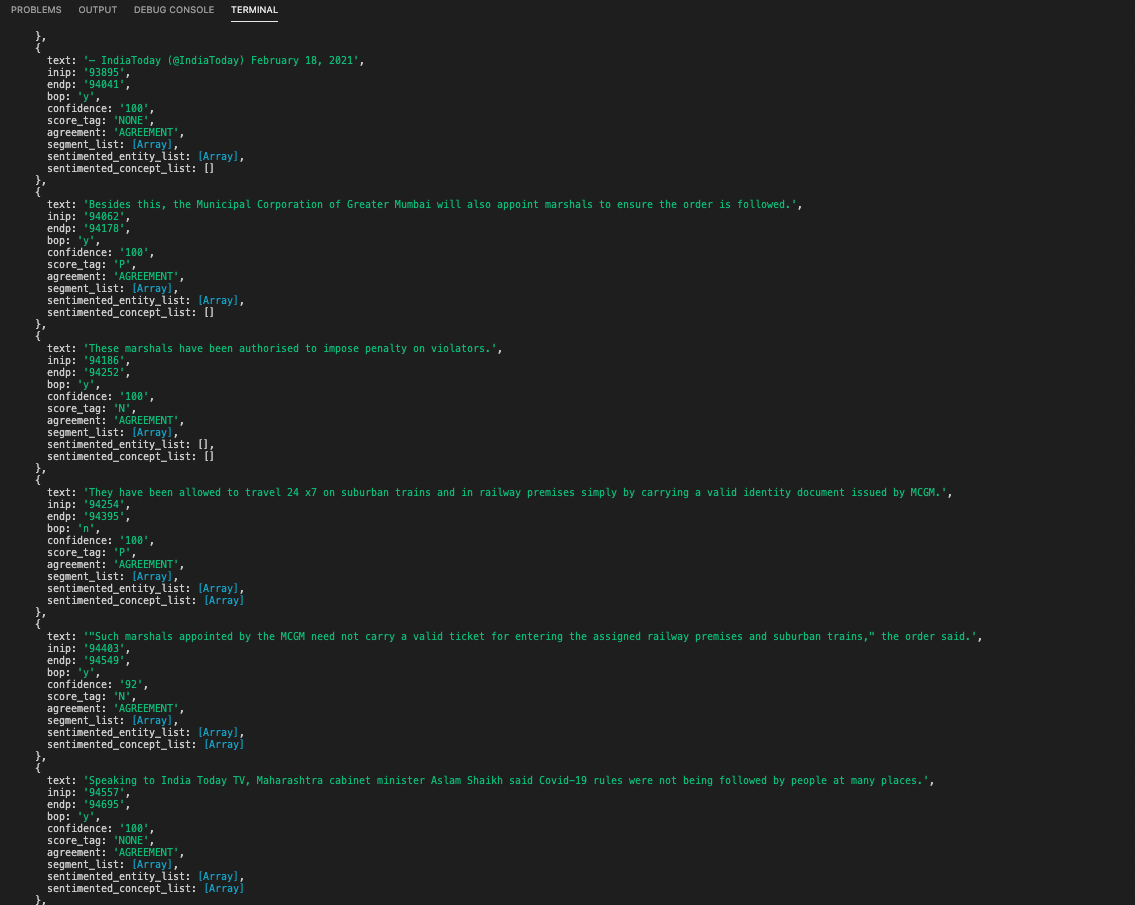 PROBLEMS OUTPUT DEBUG CONSOLE TERMINAL
},
{
text: '— IndiaToday (@IndiaToday) February 18, 2021',
inip: '93895',
endp: '94041',
bop: 'y',
confidence: '100',
score_tag: 'NONE',
agreement: 'AGREEMENT',
segment_list: [Array],
sentimented_entity_list: [Array],
sentimented_concept_list: []
},
{
text: 'Besides this, the Municipal Corporation of Greater Mumbai will also appoint marshals to ensure the order is followed.',
inip: '94062',
endp: '94178',
bop: 'y',
confidence: '100',
score_tag: 'P',
agreement: 'AGREEMENT',
segment_list: [Array],
sentimented_entity_list: [Array],
sentimented_concept_list: []
},
{
text: 'These marshals have been authorised to impose penalty on violators.',
inip: '94186',
endp: '94252',
bop: 'y',
confidence: '100',
score_tag: 'N',
agreement: 'AGREEMENT',
segment_list: [Array],
sentimented_entity_list: [],
sentimented_concept_list: []
},
{
text: 'They have been allowed to travel 24 x7 on suburban trains and in railway premises simply by carrying a valid identity document issued by MCGM.',
inip: '94254',
endp: '94395',
bop: 'n',
confidence: '100',
score_tag: 'P',
agreement: 'AGREEMENT',
segment_list: [Array],
sentimented_entity_list: [Array],
sentimented_concept_list: [Array]
},
{
text: '"Such marshals appointed by the MCGM need not carry a valid ticket for entering the assigned railway premises and suburban trains," the order said.',
inip: '94403',
endp: '94549',
bop: 'y',
confidence: '92',
score_tag: 'N',
agreement: 'AGREEMENT',
segment_list: [Array],
sentimented_entity_list: [Array],
sentimented_concept_list: [Array]
},
{
text: 'Speaking to India Today TV, Maharashtra cabinet minister Aslam Shaikh said Covid-19 rules were not being followed by people at many places.',
inip: '94557',
endp: '94695',
bop: 'y',
confidence: '100',
score_tag: 'NONE',
agreement: 'AGREEMENT',
segment_list: [Array],
sentimented_entity_list: [Array],
sentimented_concept_list: [Array]
},